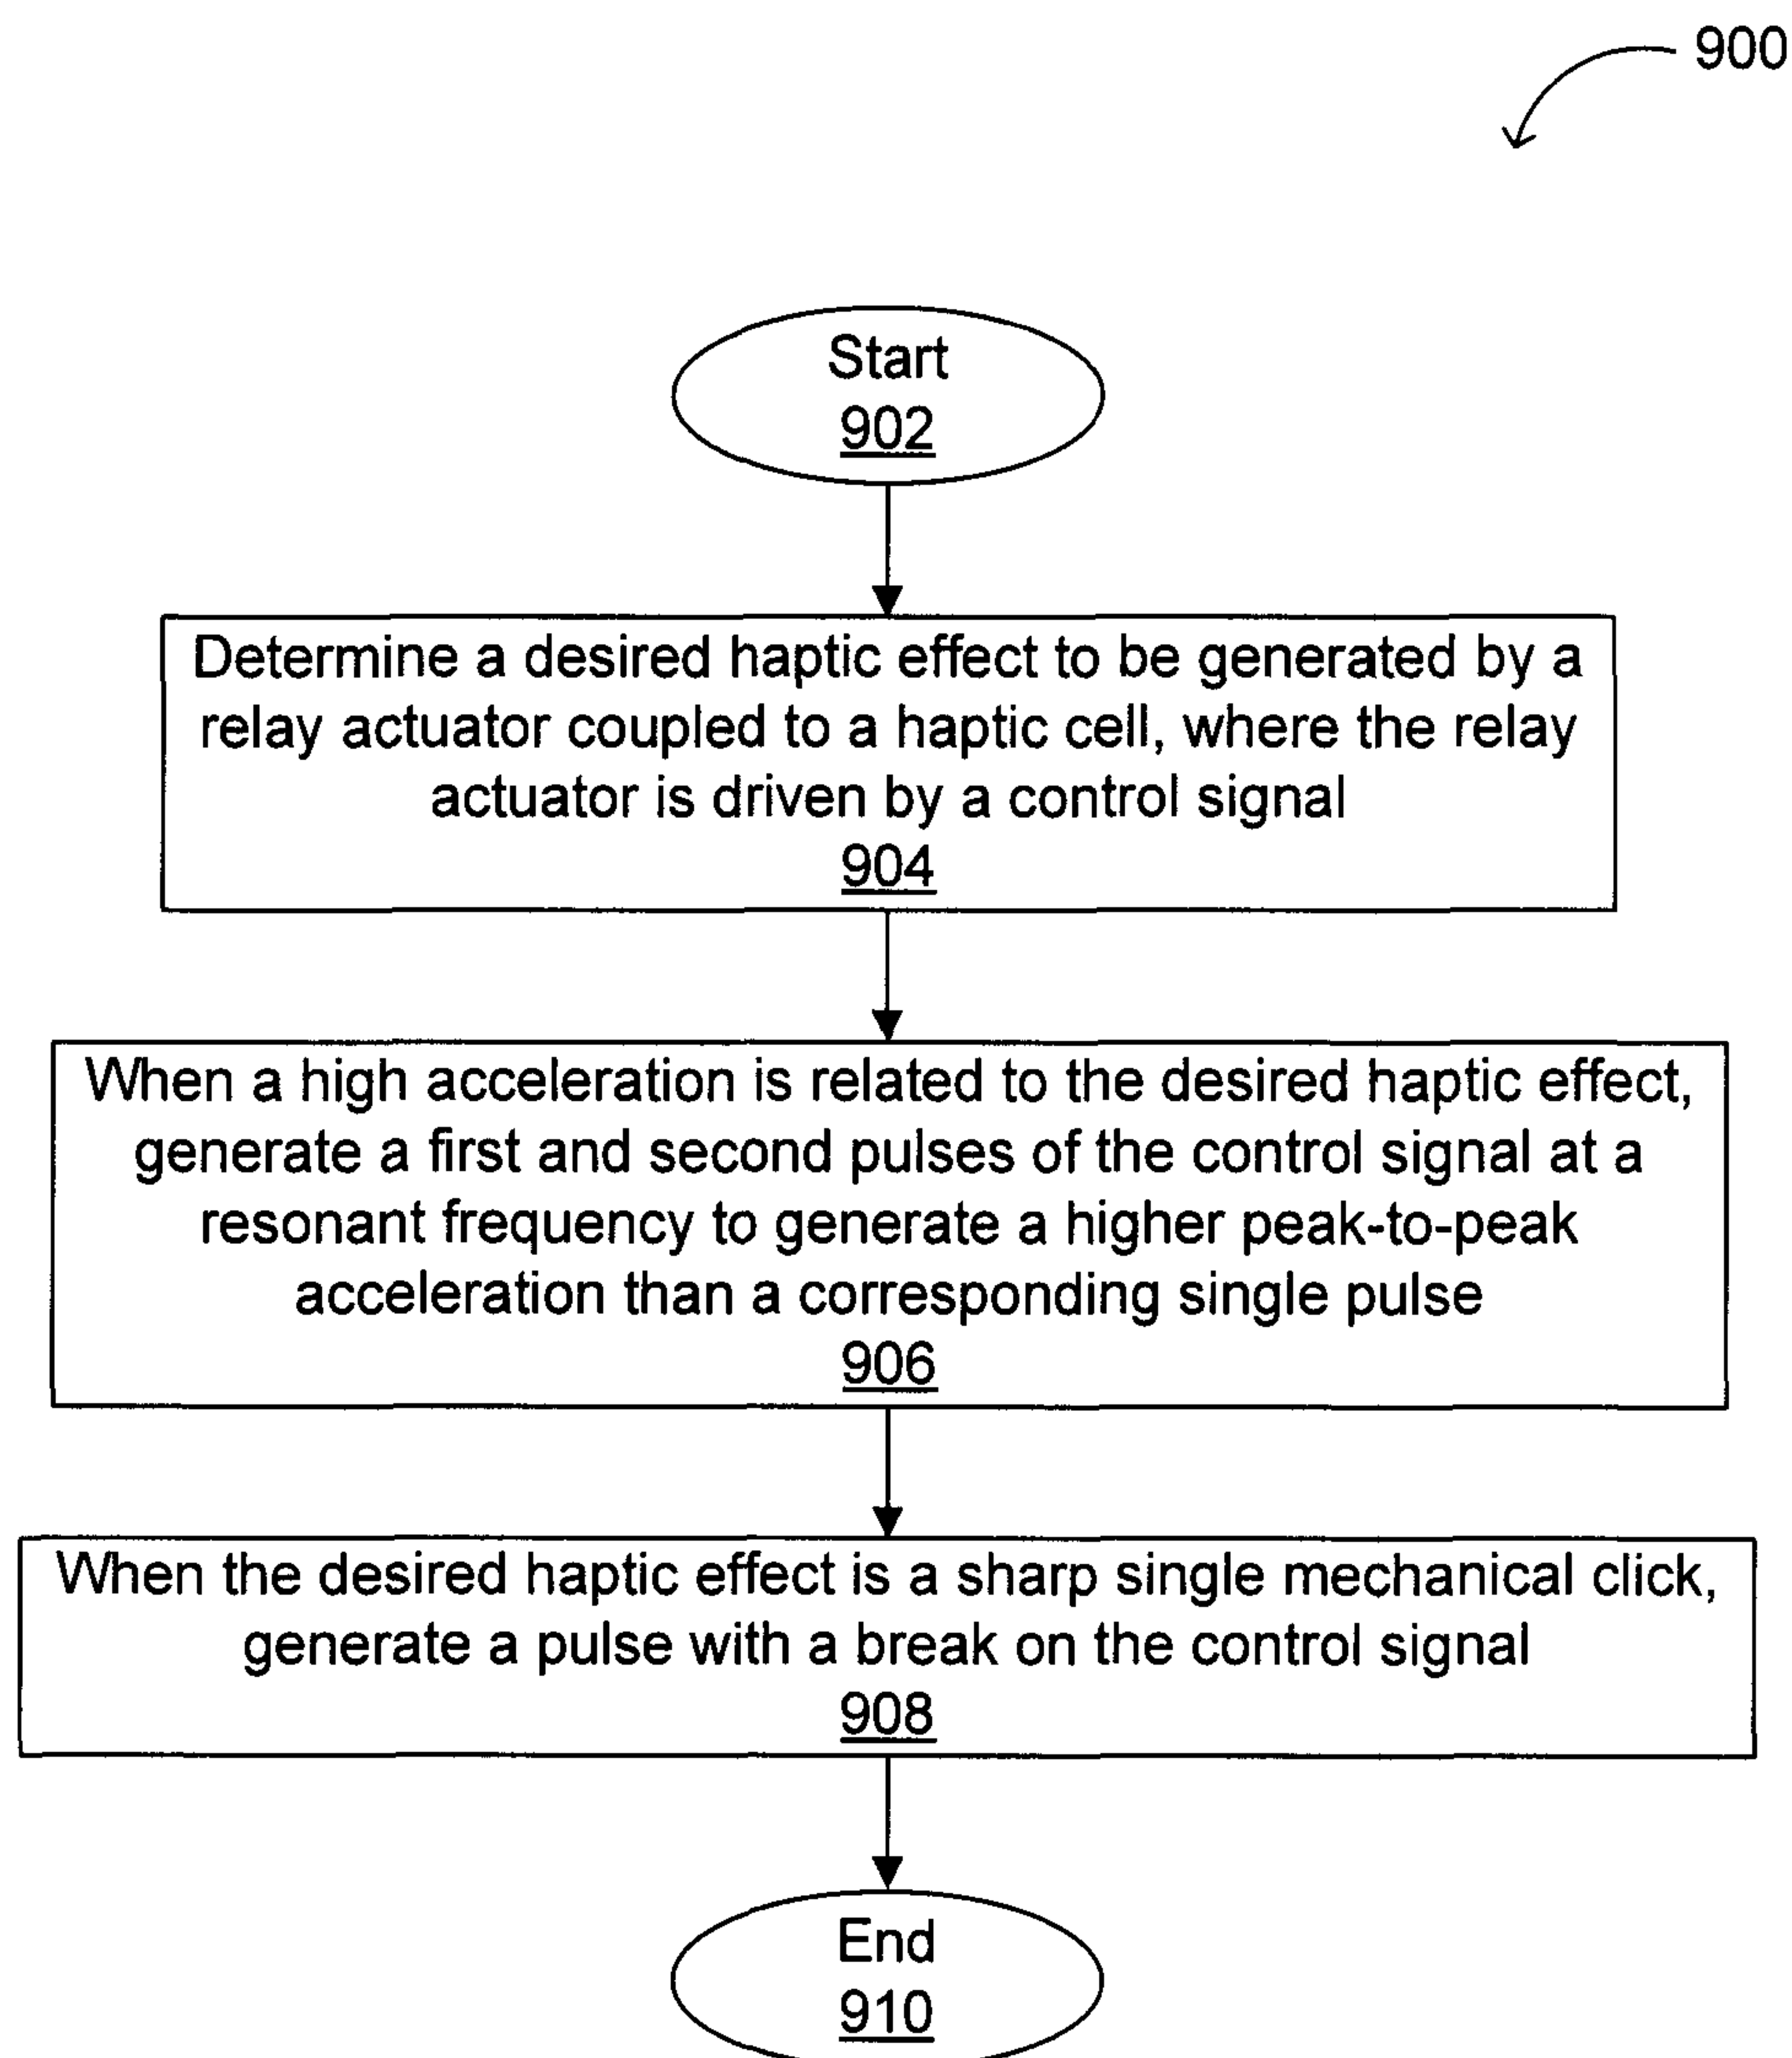 900
Start
902
Determine a desired haptic effect to be generated by a
relay actuator coupled to a haptic cell, where the relay
actuator is driven by a control signal
904
When a high acceleration is related to the desired haptic effect,
generate a first and second pulses of the control signal at a
resonant frequency to generate a higher peak-to-peak
acceleration than a corresponding single pulse
906
When the desired haptic effect is a sharp single mechanical click,
generate a pulse with a break on the control signal
908
End
910